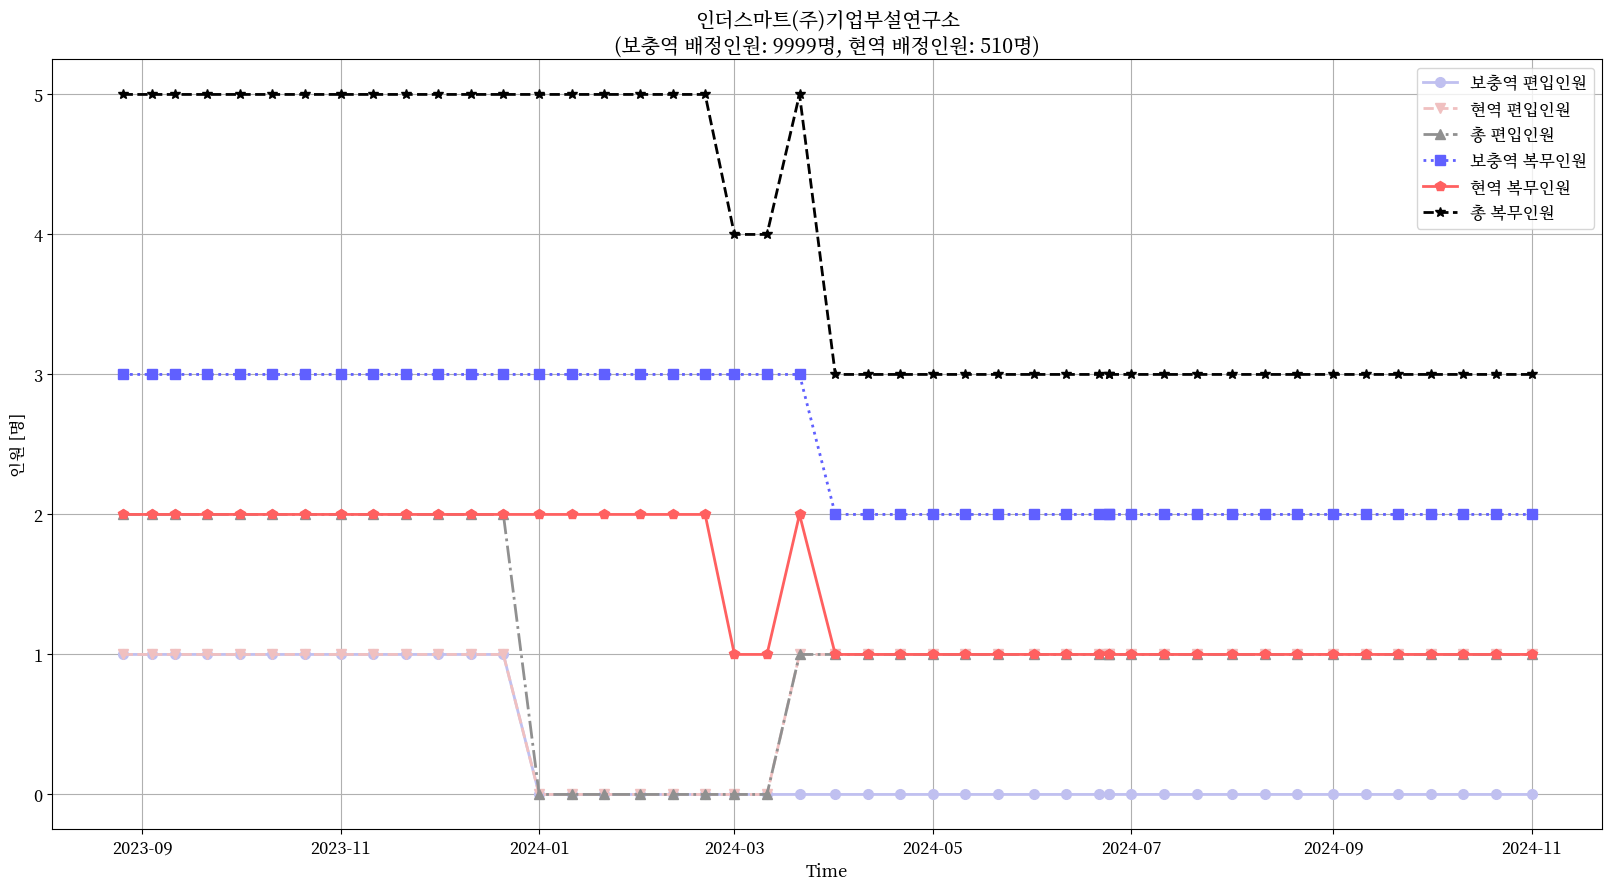 인더스마트(주)기업부설연구소
(보충역 배정인원: 9999명, 현역 배정인원: 510명)
보충역 편입인원
현역 편입인원
총 편입인원
보충역 복무인원
현역 복무인원
총 복무인원
인원 [명]
5
4
3
2
1
0
2023-09
2023-11
2024-01
2024-03
2024-05
2024-07
2024-09
2024-11
Time